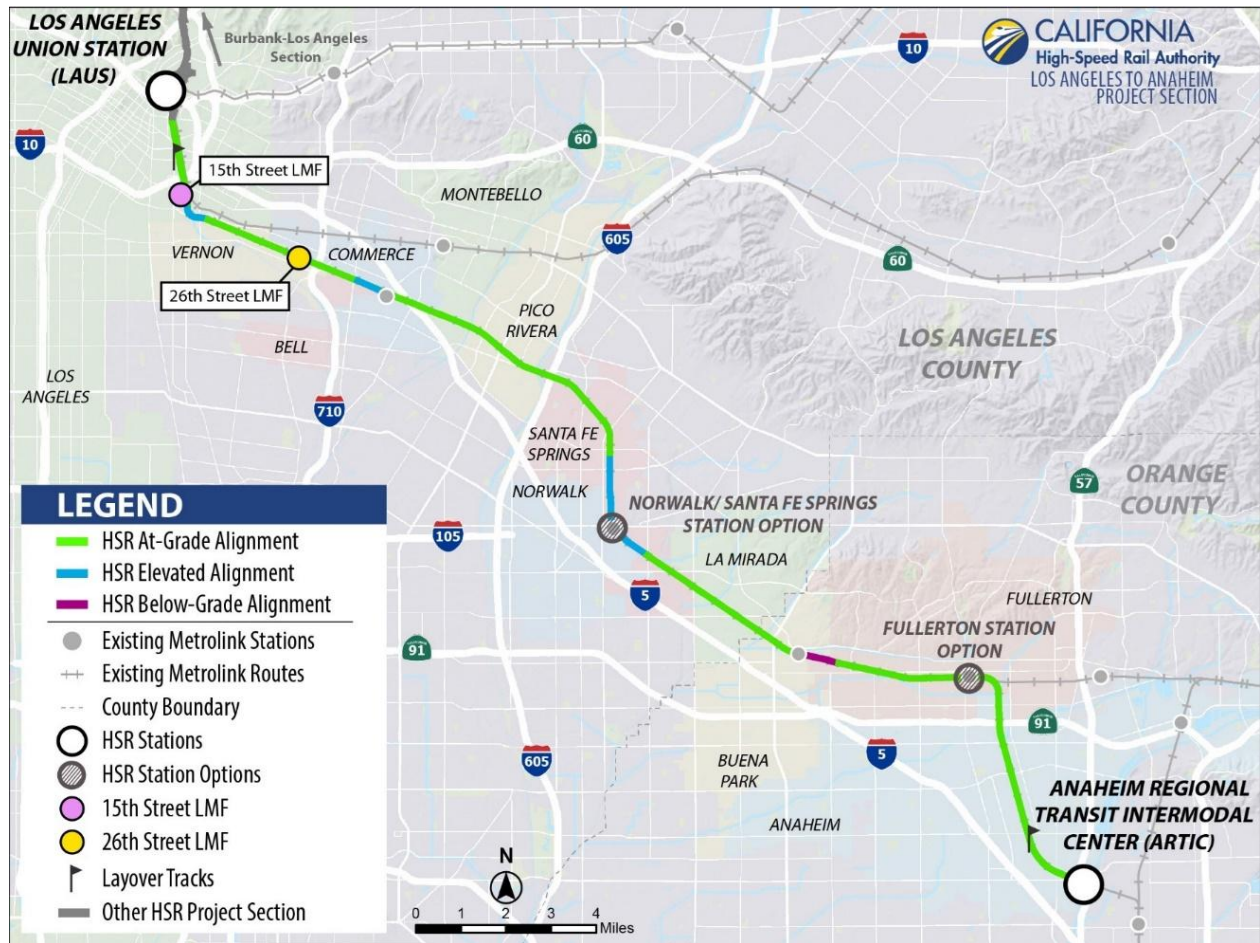 LOS ANGELES
UNION STATION
(LAUS)
Burbank-Los Angeles
Section
10
CALIFORNIA
High-Speed Rail Authority
LOS ANGELES TO ANAHEIM
PROJECT SECTION
10
60
15th Street LMF
MONTEBELLO
605
VERNON
COMMERCE
60
26th Street LMF
PICO
RIVERA
BELL
LOS ANGELES
COUNTY
LOS
ANGELES
710
SANTA FE
SPRINGS
57
ORANGE
COUNTY
NORWALK
NORWALK/ SANTA FE SPRINGS
STATION OPTION
105
LA MIRADA
5
FULLERTON
FULLERTON STATION
OPTION
91
91
605
BUENA
PARK
5
ANAHEIM
ANAHEIM REGIONAL
TRANSIT INTERMODAL
CENTER (ARTIC)
LEGEND
HSR At-Grade Alignment
HSR Elevated Alignment
HSR Below-Grade Alignment
Existing Metrolink Stations
Existing Metrolink Routes
County Boundary
HSR Stations
HSR Station Options
15th Street LMF
26th Street LMF
Layover Tracks
Other HSR Project Section
N
0 1 2 3 4
Miles